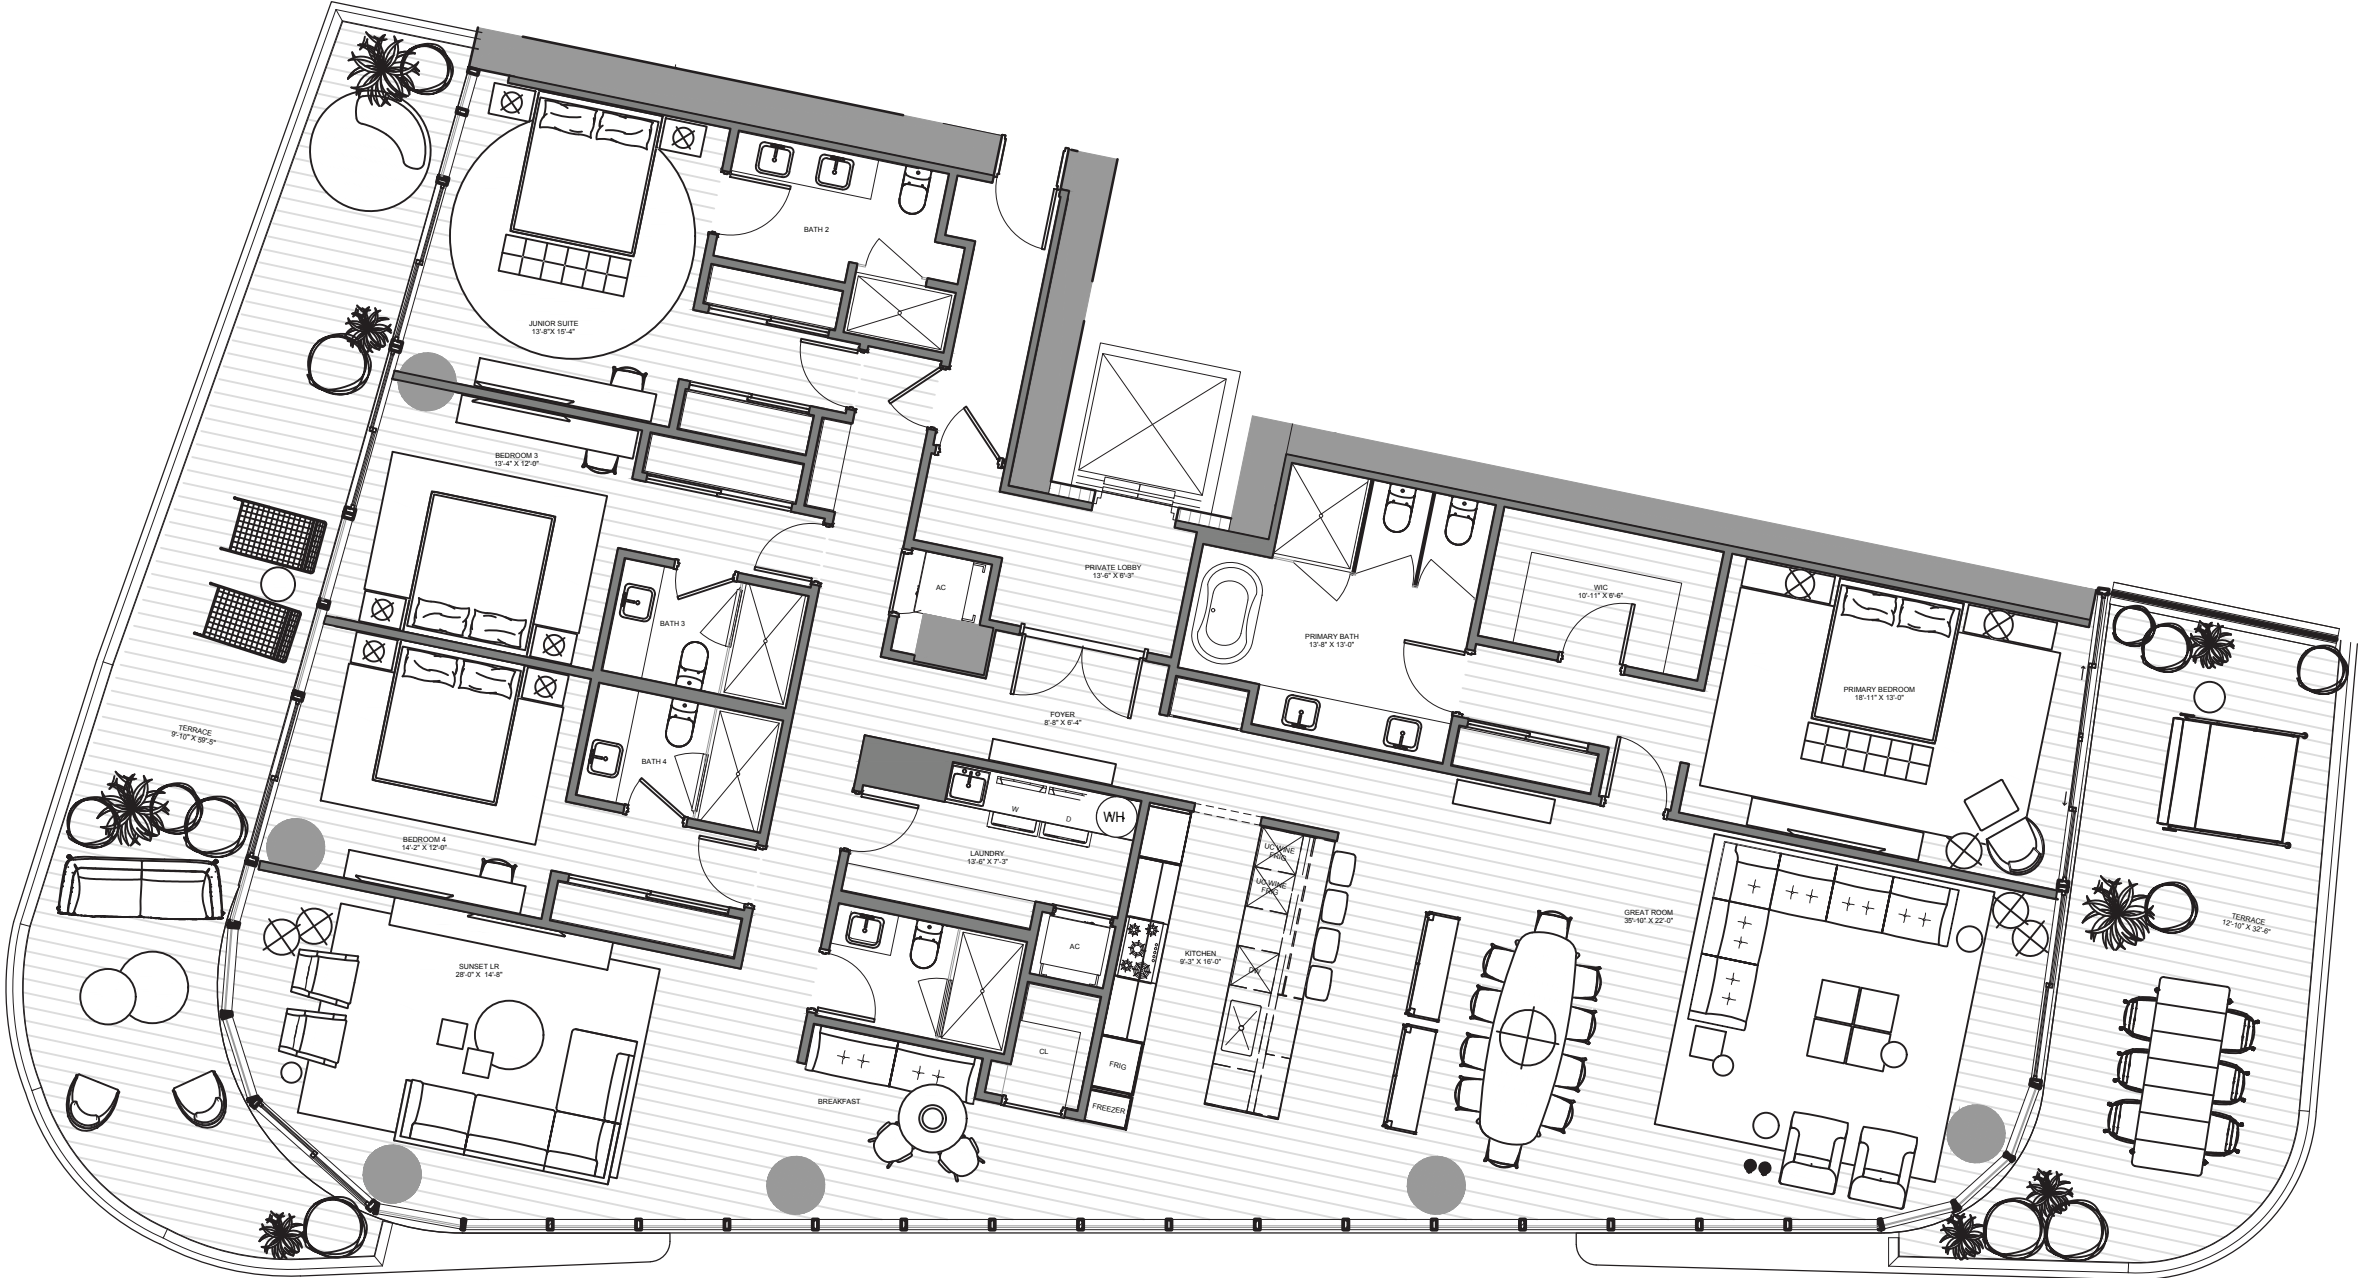 BATH 2
JUNIOR SUITE
13'-8"X 15'-4"
BEDROOM 3
13'-4" X 12'-0"
AC
PRIVATE LOBBY
13'-6" X 6'-3"
WIC
10'-11" X 6'-6"
BATH 3
PRIMARY BATH
13'-8" X 13'-0"
PRIMARY BEDROOM
18'-11" X 13'-0"
FOYER
8'-8" X 6'-4"
TERRACE
9'-10" X 59'-5"
BATH 4
W
D
WH
BEDROOM 4
14'-2" X 12'-0"
LAUNDRY
13'-6" X 7'-3"
UC WINE
FRIG
UC WINE
FRIG
GREAT ROOM
35'-10" X 22'-0"
TERRACE
12'-10" X 32'-6"
AC
KITCHEN
9'-3" X 16'-0"
DW
SUNSET LR
28'-0" X 14'-8"
CL
FRIG
BREAKFAST
FREEZER